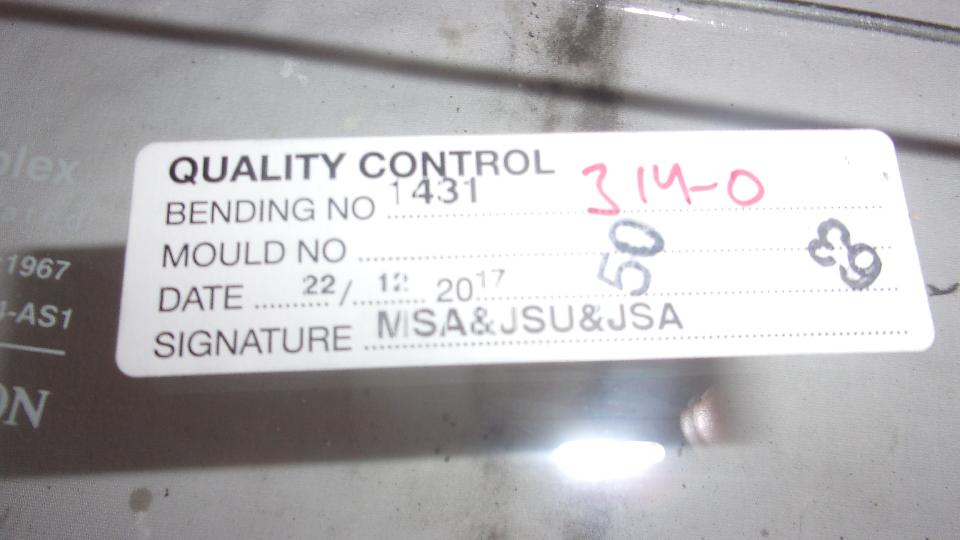 QUALITY CONTROL
BENDING NO 1431 314-0
MOULD NO 50
DATE 22 / 12 2017
SIGNATURE MSA&JSU&JSA
plex
:1967
-AS1
ON